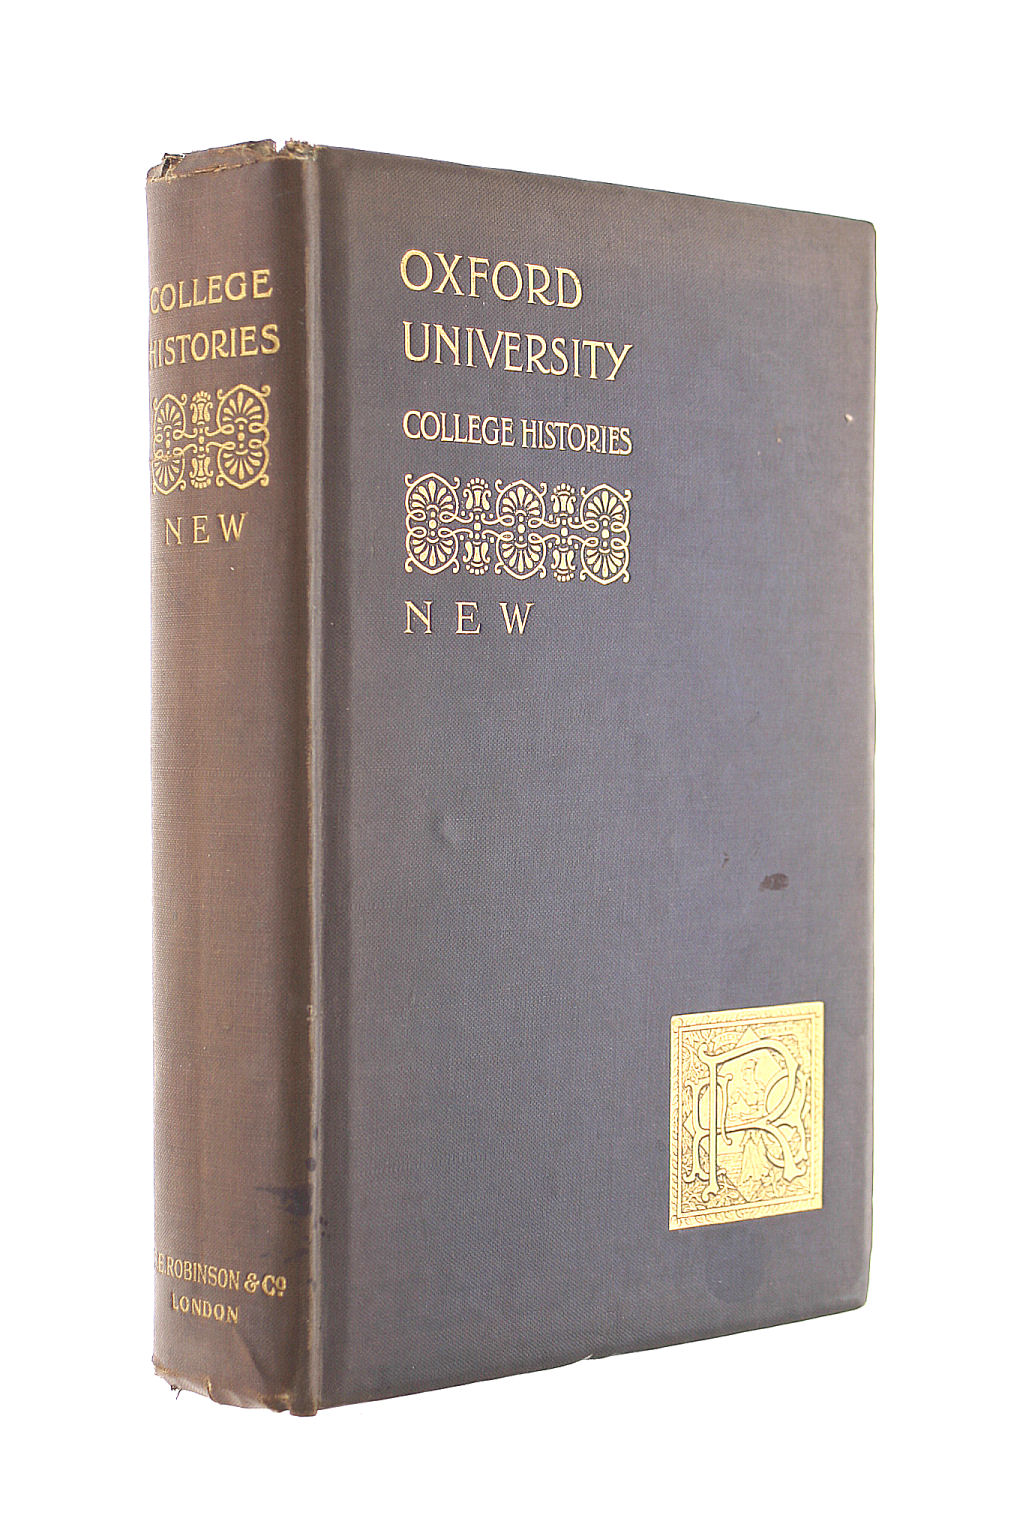 COLLEGE
HISTORIES
NEW
E. ROBINSON & Co
LONDON
OXFORD
UNIVERSITY
COLLEGE HISTORIES
NEW